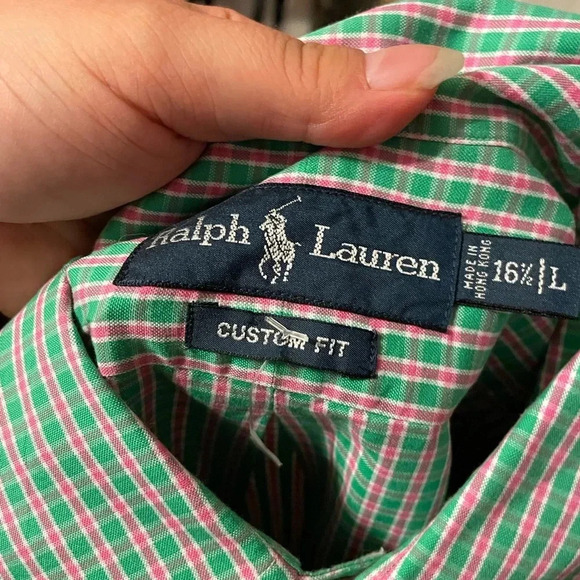 Ralph Lauren
CUSTOM FIT
MADE IN
HONG KONG
16½ L